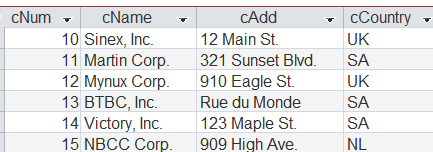 cNum cName cAdd cCountry
10 Sinex, Inc. 12 Main St. UK
11 Martin Corp. 321 Sunset Blvd. SA
12 Mynux Corp. 910 Eagle St. UK
13 BTBC, Inc. Rue du Monde SA
14 Victory, Inc. 123 Maple St. SA
15 NBCC Corp. 909 High Ave. NL